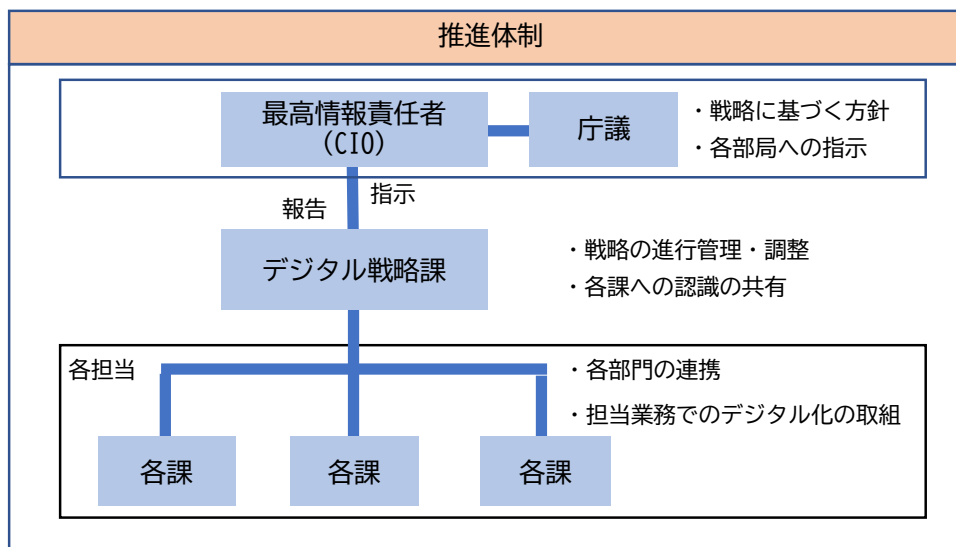 推進体制
最高情報責任者
(CIO)
庁議
・戦略に基づく方針
・各部局への指示
報告
指示
デジタル戦略課
・戦略の進行管理・調整
・各課への認識の共有
各担当
・各部門の連携
・担当業務でのデジタル化の取組
各課
各課
各課